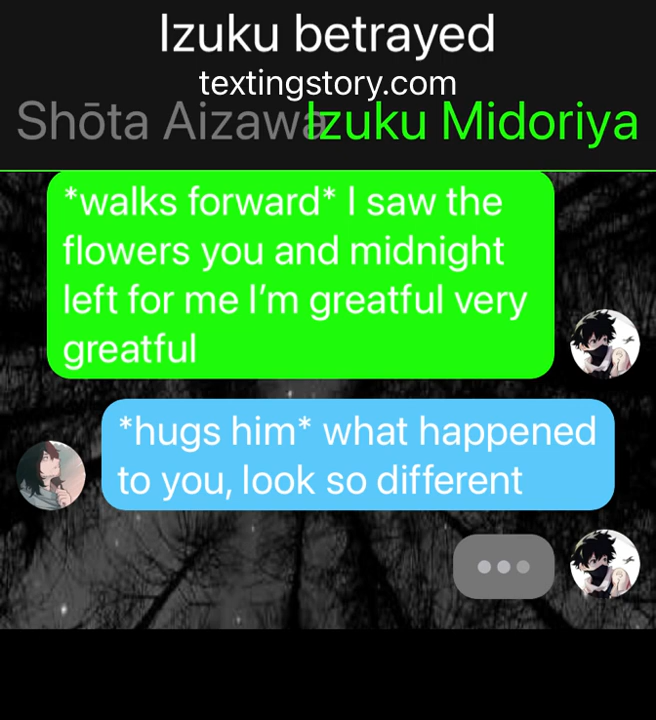 Izuku betrayed
textingstory.com
Shōta Aizawa Izuku Midoriya
*walks forward* I saw the
flowers you and midnight
left for me I'm greatful very
greatful
*hugs him* what happened
to you, look so different